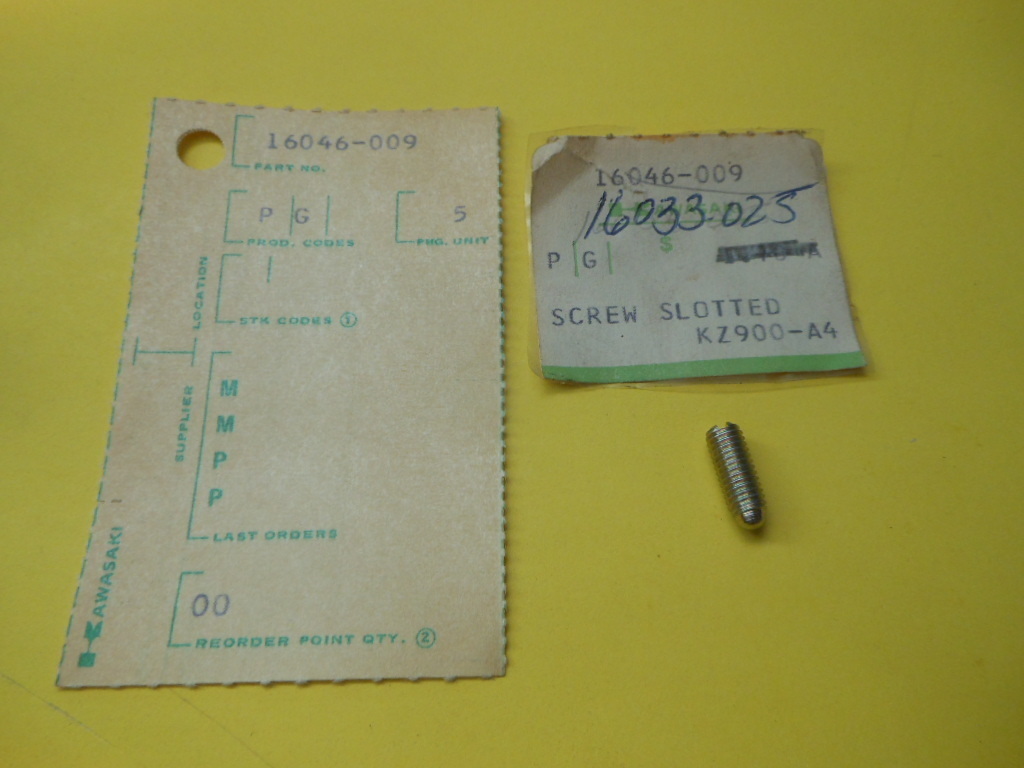 16046-009
PART NO.
P G 5
PROD. CODES PKG. UNIT
LOCATION
STK CODES ①
SUPPLIER
M
M
P
P
LAST ORDERS
00
REORDER POINT QTY. ②
KAWASAKI
16046-009
16033-025
$
P G
SCREW SLOTTED
KZ900-A4